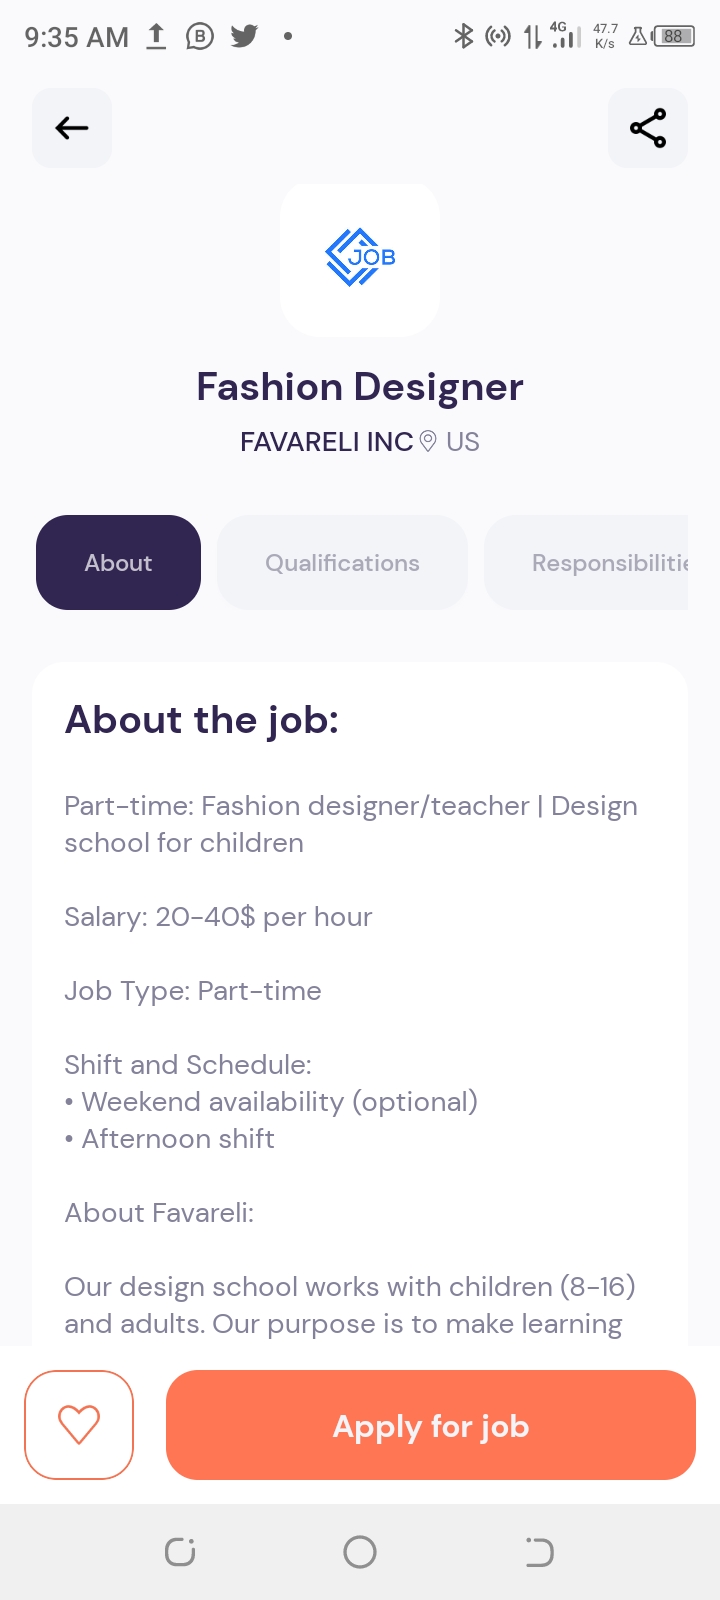 9:35 AM
B
4G
47.7
K/s
88
JOB
Fashion Designer
FAVARELI INC US
About
Qualifications
Responsibilitie
About the job:
Part-time: Fashion designer/teacher | Design
school for children
Salary: 20-40$ per hour
Job Type: Part-time
Shift and Schedule:
• Weekend availability (optional)
• Afternoon shift
About Favareli:
Our design school works with children (8-16)
and adults. Our purpose is to make learning
Apply for job